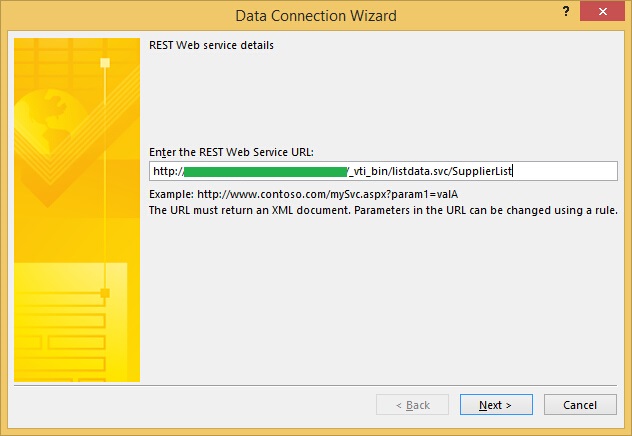 Data Connection Wizard
? ×
REST Web service details
Enter the REST Web Service URL:
http:/ /_vti_bin/listdata.svc/SupplierList
Example: http://www.contoso.com/mySvc.aspx?param1=valA
The URL must return an XML document. Parameters in the URL can be changed using a rule.
< Back Next > Cancel